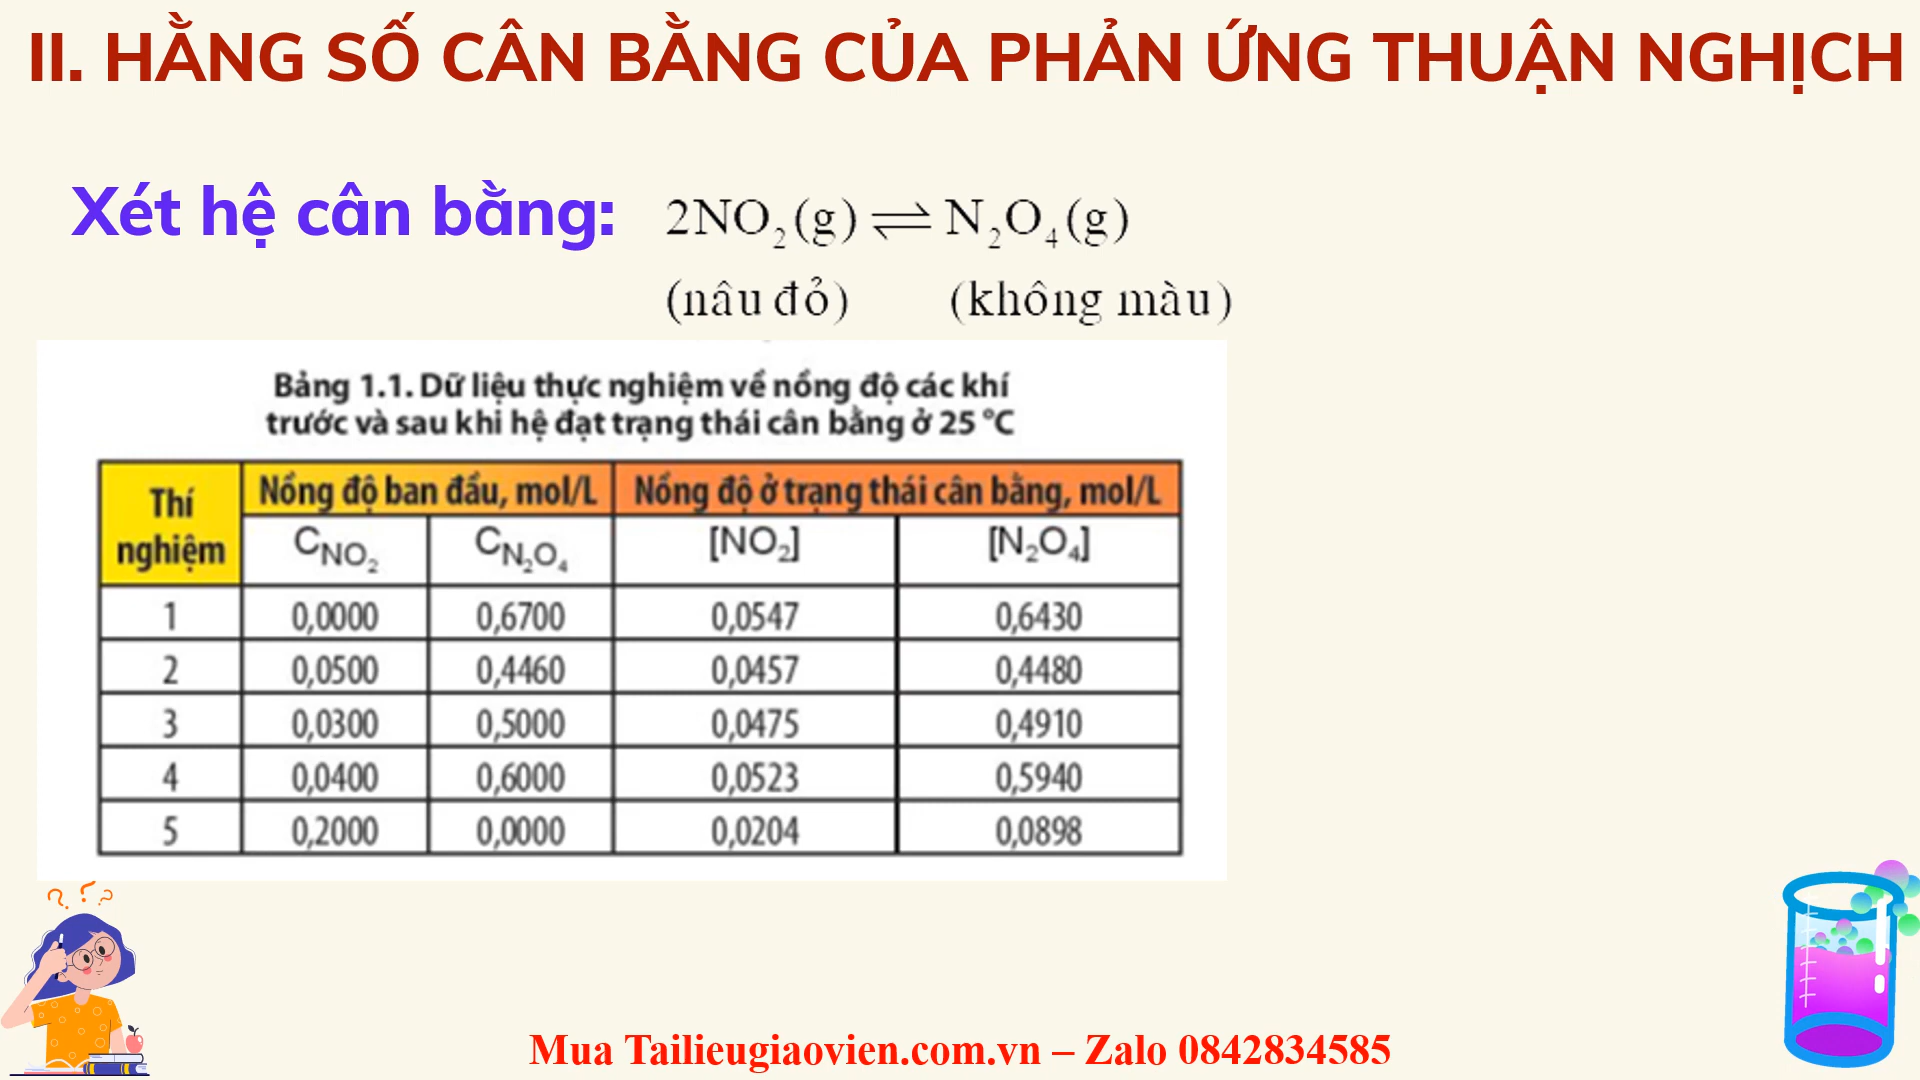 II. HẰNG SỐ CÂN BẰNG CỦA PHẢN ỨNG THUẬN NGHỊCH
Xét hệ cân bằng: 2NO₂(g) ⇌ N₂O₄(g)
(nâu đỏ) (không màu)
Bảng 1.1. Dữ liệu thực nghiệm về nồng độ các khí
trước và sau khi hệ đạt trạng thái cân bằng ở 25 °C
Thí nghiệm | Nồng độ ban đầu, mol/L | Nồng độ ở trạng thái cân bằng, mol/L
C_NO₂ | C_N₂O₄ | [NO₂] | [N₂O₄]
1 | 0,0000 | 0,6700 | 0,0547 | 0,6430
2 | 0,0500 | 0,4460 | 0,0457 | 0,4480
3 | 0,0300 | 0,5000 | 0,0475 | 0,4910
4 | 0,0400 | 0,6000 | 0,0523 | 0,5940
5 | 0,2000 | 0,0000 | 0,0204 | 0,0898
? ? ?
Mua Tailieugiaovien.com.vn – Zalo 0842834585